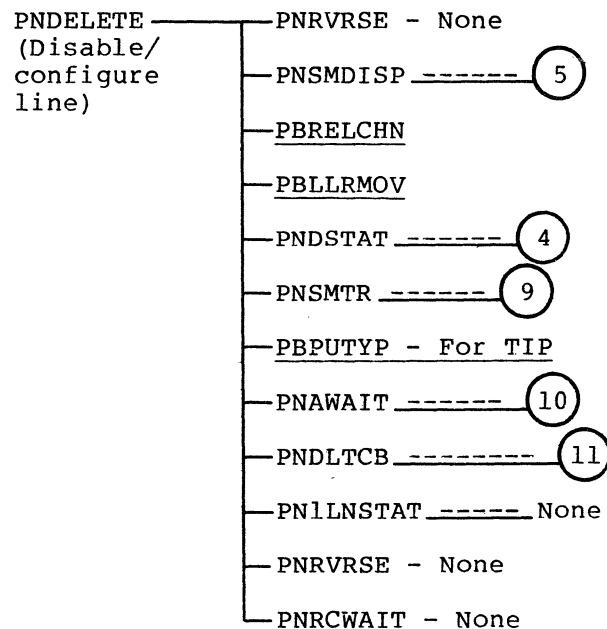 PNDELETE PNRVRSE - None
(Disable/
configure PNSMDISP ------ 5
line)
PBRELCHN
PBLLRMOV
PNDSTAT ------ 4
PNSMTR ------ 9
PBPUTYP - For TIP
PNAWAIT ------ 10
PNDLTCB -------- 11
PN1LNSTAT ----- None
PNRVRSE - None
PNRCWAIT - None